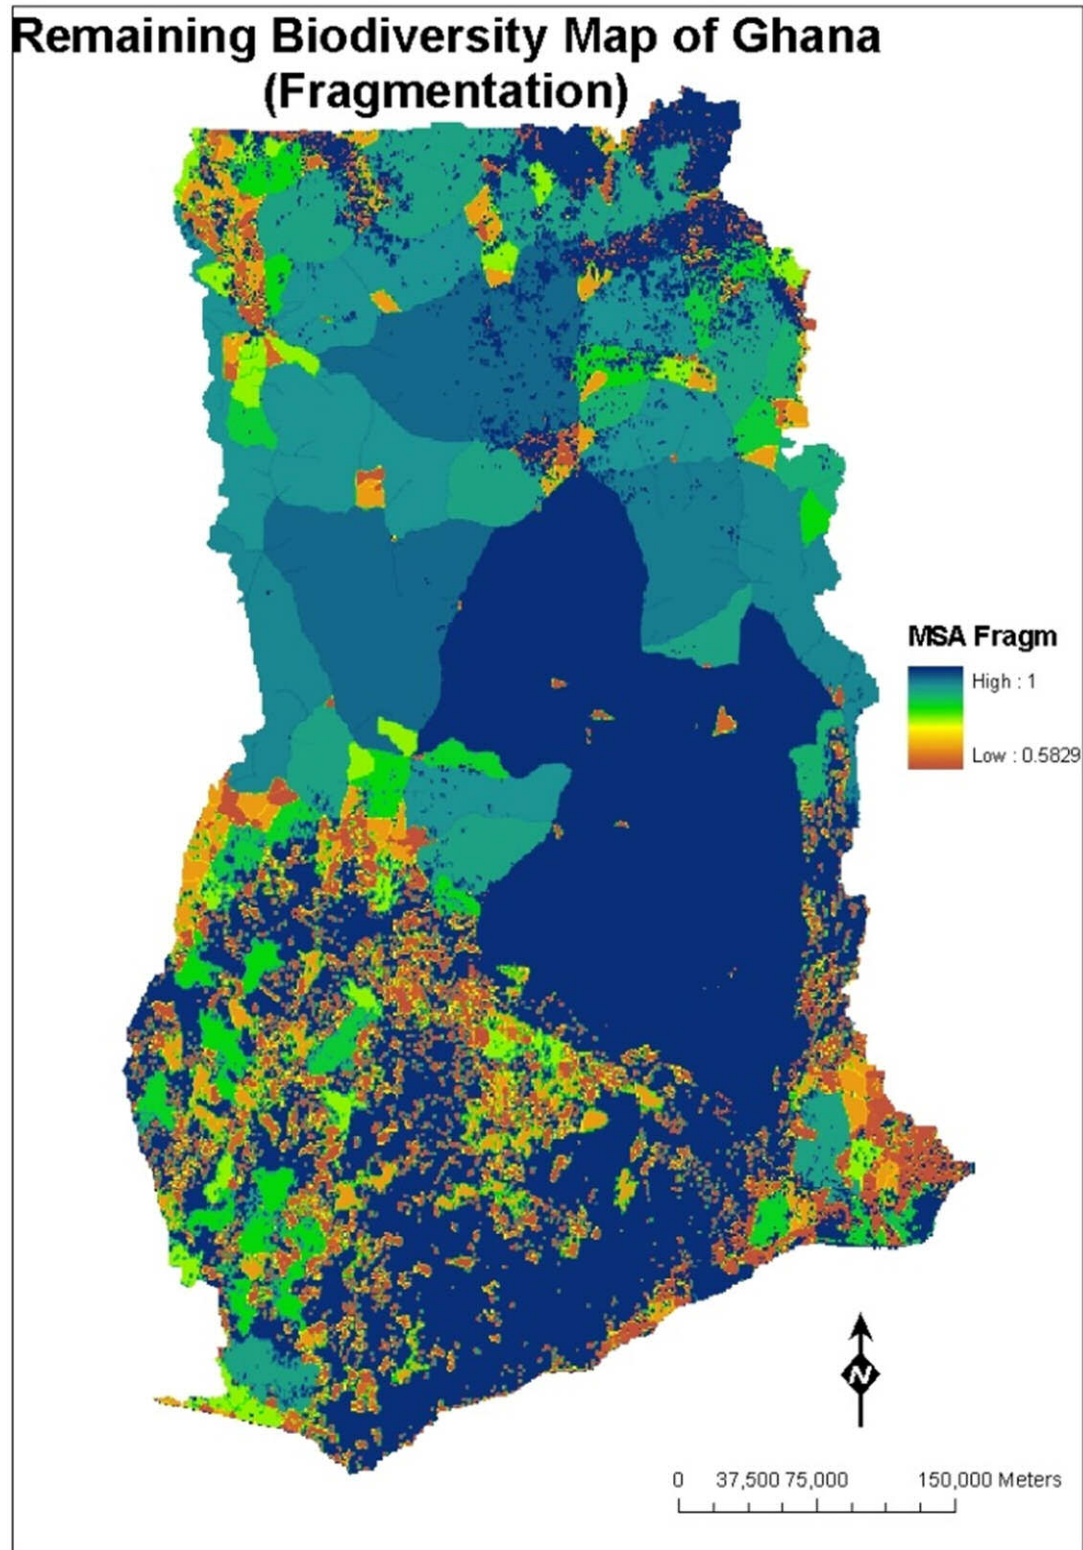 Remaining Biodiversity Map of Ghana
(Fragmentation)
MSA Fragm
High : 1
Low : 0.5829
N
0 37,500 75,000 150,000 Meters